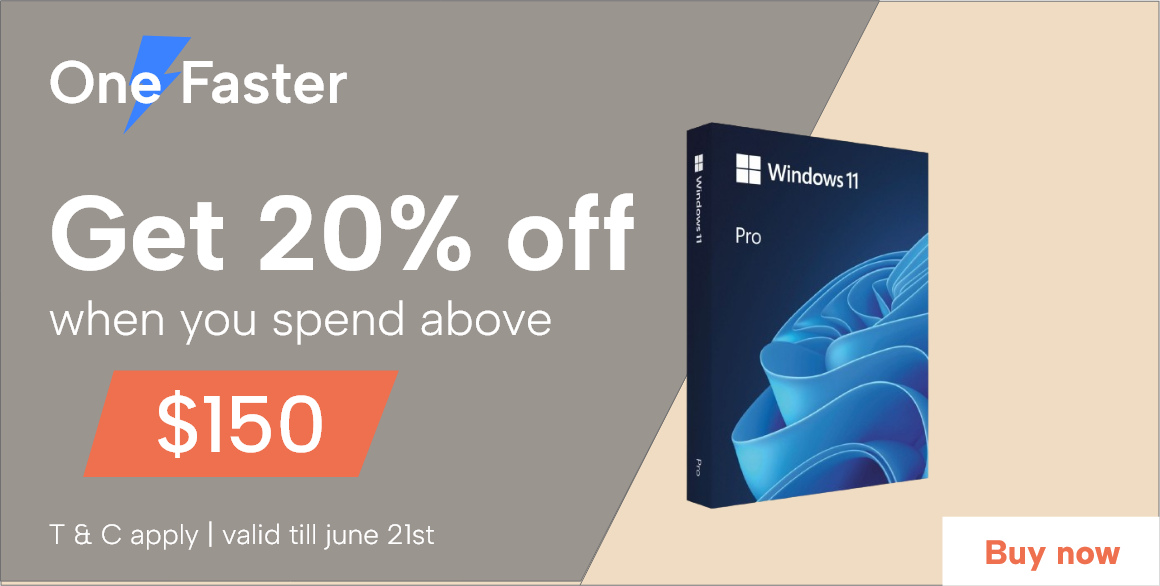 One Faster
Get 20% off
when you spend above
$150
T & C apply | valid till june 21st
Windows 11
Pro
Windows 11
Pro
Buy now